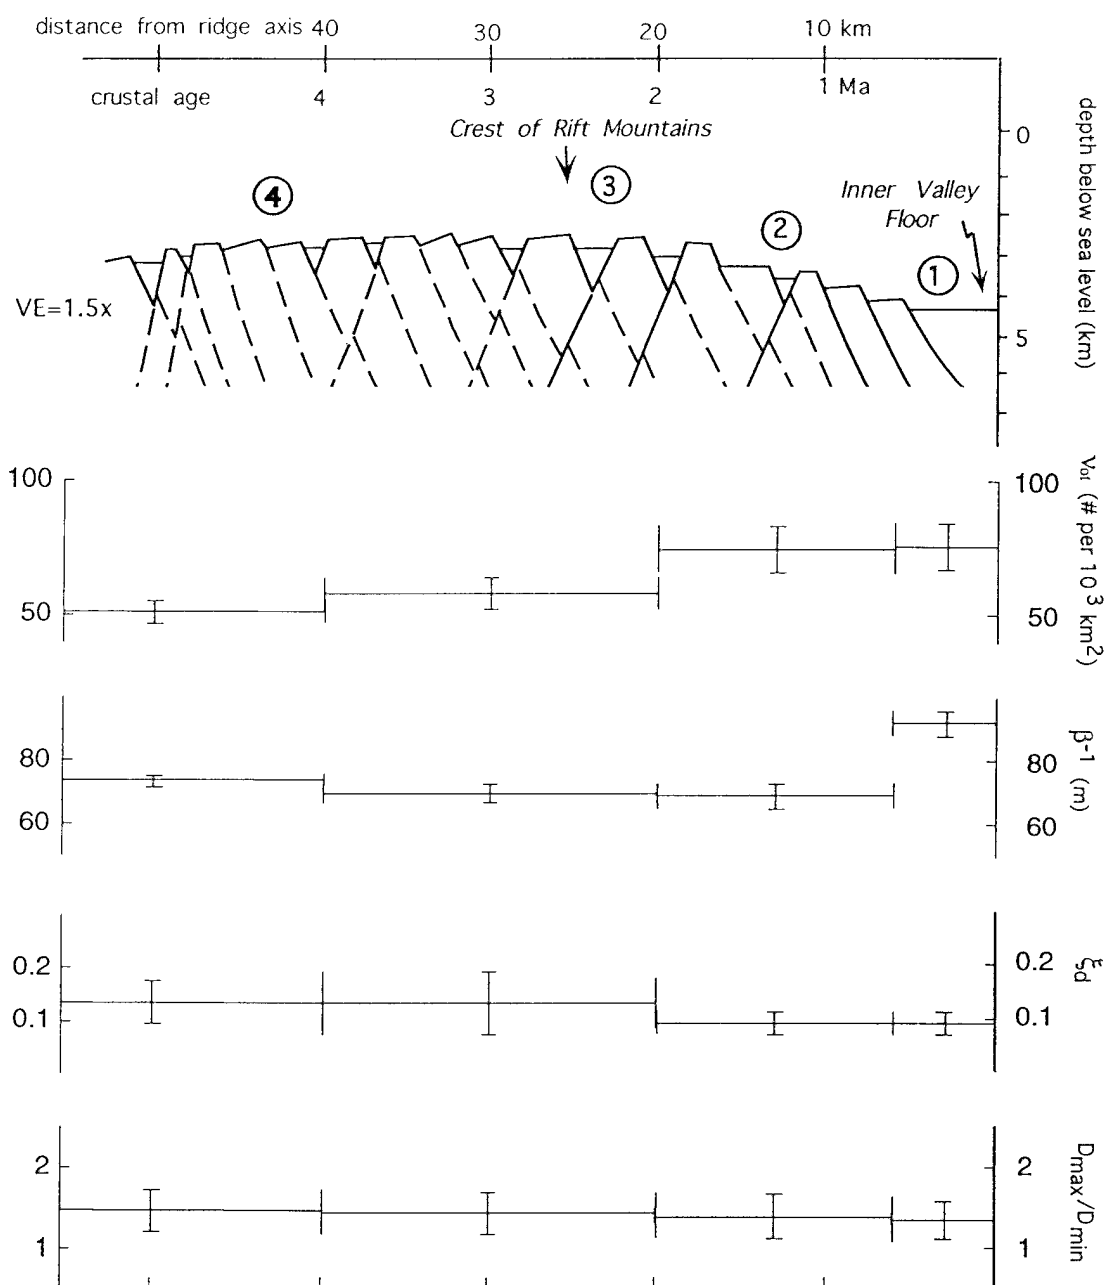 distance from ridge axis 40 30 20 10 km
crustal age 4 3 2 1 Ma
Crest of Rift Mountains
④ ③ ② ①
Inner Valley
Floor
VE=1.5x
0
5
depth below sea level (km)
100 100
50 50
ν₀t (# per 10³ km²)
80 80
60 60
β⁻¹ (m)
0.2 0.2
0.1 0.1
ξd
2 2
1 1
Dmax/Dmin